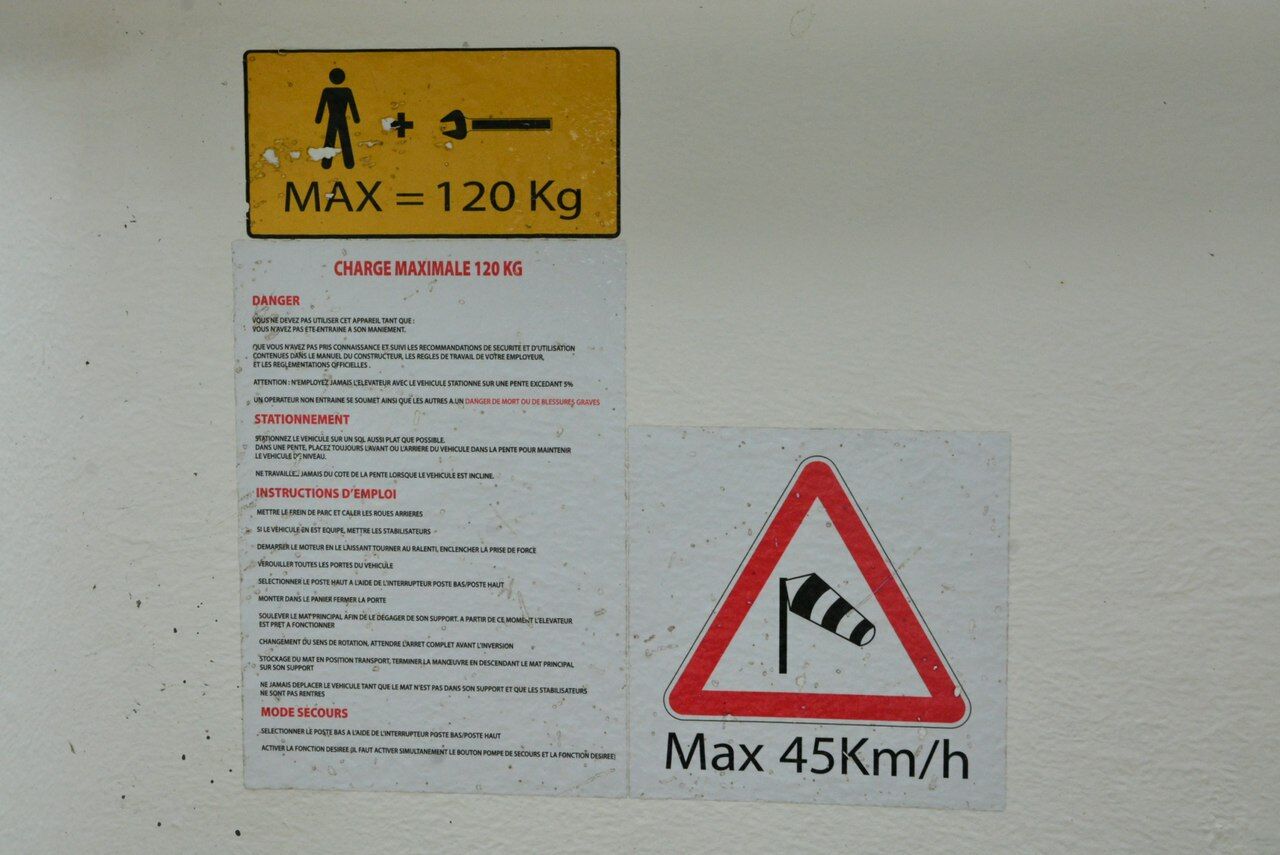 MAX = 120 Kg
CHARGE MAXIMALE 120 KG
DANGER
VOUS NE DEVEZ PAS UTILISER CET APPAREIL TANT QUE :
VOUS N'AVEZ PAS ETE ENTRAINE A SON MANIEMENT.
QUE VOUS N'AVEZ PAS PRIS CONNAISSANCE ET SUIVI LES RECOMMANDATIONS DE SECURITE ET D'UTILISATION
CONTENUES DANS LE MANUEL DU CONSTRUCTEUR, LES REGLES DE TRAVAIL DE VOTRE EMPLOYEUR,
ET LES REGLEMENTATIONS OFFICIELLES .
ATTENTION : N'EMPLOYEZ JAMAIS L'ELEVATEUR AVEC LE VEHICULE STATIONNE SUR UNE PENTE EXCEDANT 5%
UN OPERATEUR NON ENTRAINE SE SOUMET AINSI QUE LES AUTRES A UN DANGER DE MORT OU DE BLESSURES GRAVES
STATIONNEMENT
STATIONNEZ LE VEHICULE SUR UN SOL AUSSI PLAT QUE POSSIBLE.
DANS UNE PENTE, PLACEZ TOUJOURS L'AVANT OU L'ARRIERE DU VEHICULE DANS LA PENTE POUR MAINTENIR
LE VEHICULE DE NIVEAU.
NE TRAVAILLEZ JAMAIS DU COTE DE LA PENTE LORSQUE LE VEHICULE EST INCLINE.
INSTRUCTIONS D'EMPLOI
METTRE LE FREIN DE PARC ET CALER LES ROUES ARRIERES
SI LE VEHICULE EN EST EQUIPE, METTRE LES STABILISATEURS
DEMARRER LE MOTEUR EN LE LAISSANT TOURNER AU RALENTI, ENCLENCHER LA PRISE DE FORCE
VEROUILLER TOUTES LES PORTES DU VEHICULE
SELECTIONNER LE POSTE HAUT A L'AIDE DE L'INTERRUPTEUR POSTE BAS/POSTE HAUT
MONTER DANS LE PANIER FERMER LA PORTE
SOULEVER LE MAT PRINCIPAL AFIN DE LE DEGAGER DE SON SUPPORT. A PARTIR DE CE MOMENT L'ELEVATEUR
EST PRET A FONCTIONNER
CHANGEMENT DU SENS DE ROTATION, ATTENDRE L'ARRET COMPLET AVANT L'INVERSION
STOCKAGE DU MAT EN POSITION TRANSPORT, TERMINER LA MANŒUVRE EN DESCENDANT LE MAT PRINCIPAL
SUR SON SUPPORT
NE JAMAIS DEPLACER LE VEHICULE TANT QUE LE MAT N'EST PAS DANS SON SUPPORT ET QUE LES STABILISATEURS
NE SONT PAS RENTRES
MODE SECOURS
SELECTIONNER LE POSTE BAS A L'AIDE DE L'INTERRUPTEUR POSTE BAS/POSTE HAUT
ACTIVER LA FONCTION DESIREE (IL FAUT ACTIVER SIMULTANEMENT LE BOUTON POMPE DE SECOURS ET LA FONCTION DESIREE)
Max 45Km/h